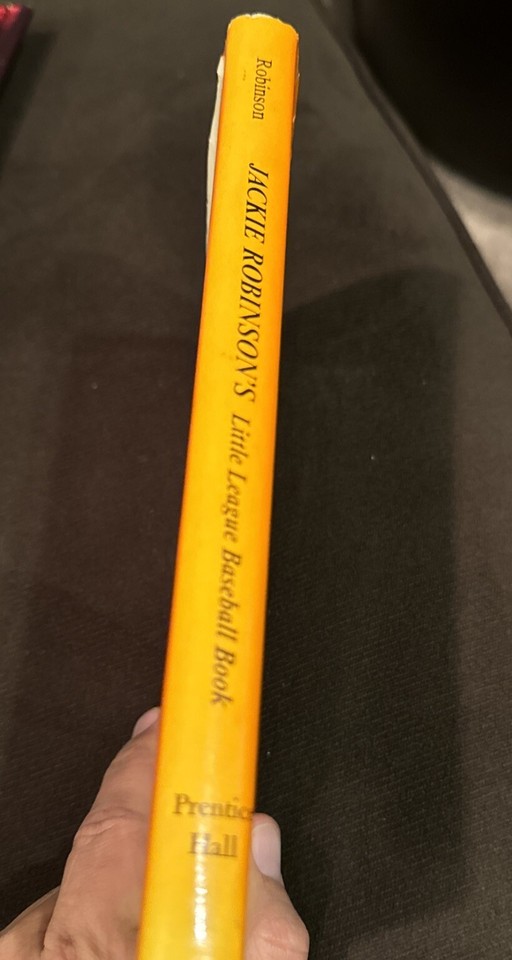 Robinson
JACKIE ROBINSON'S Little League Baseball Book
Prentice
Hall